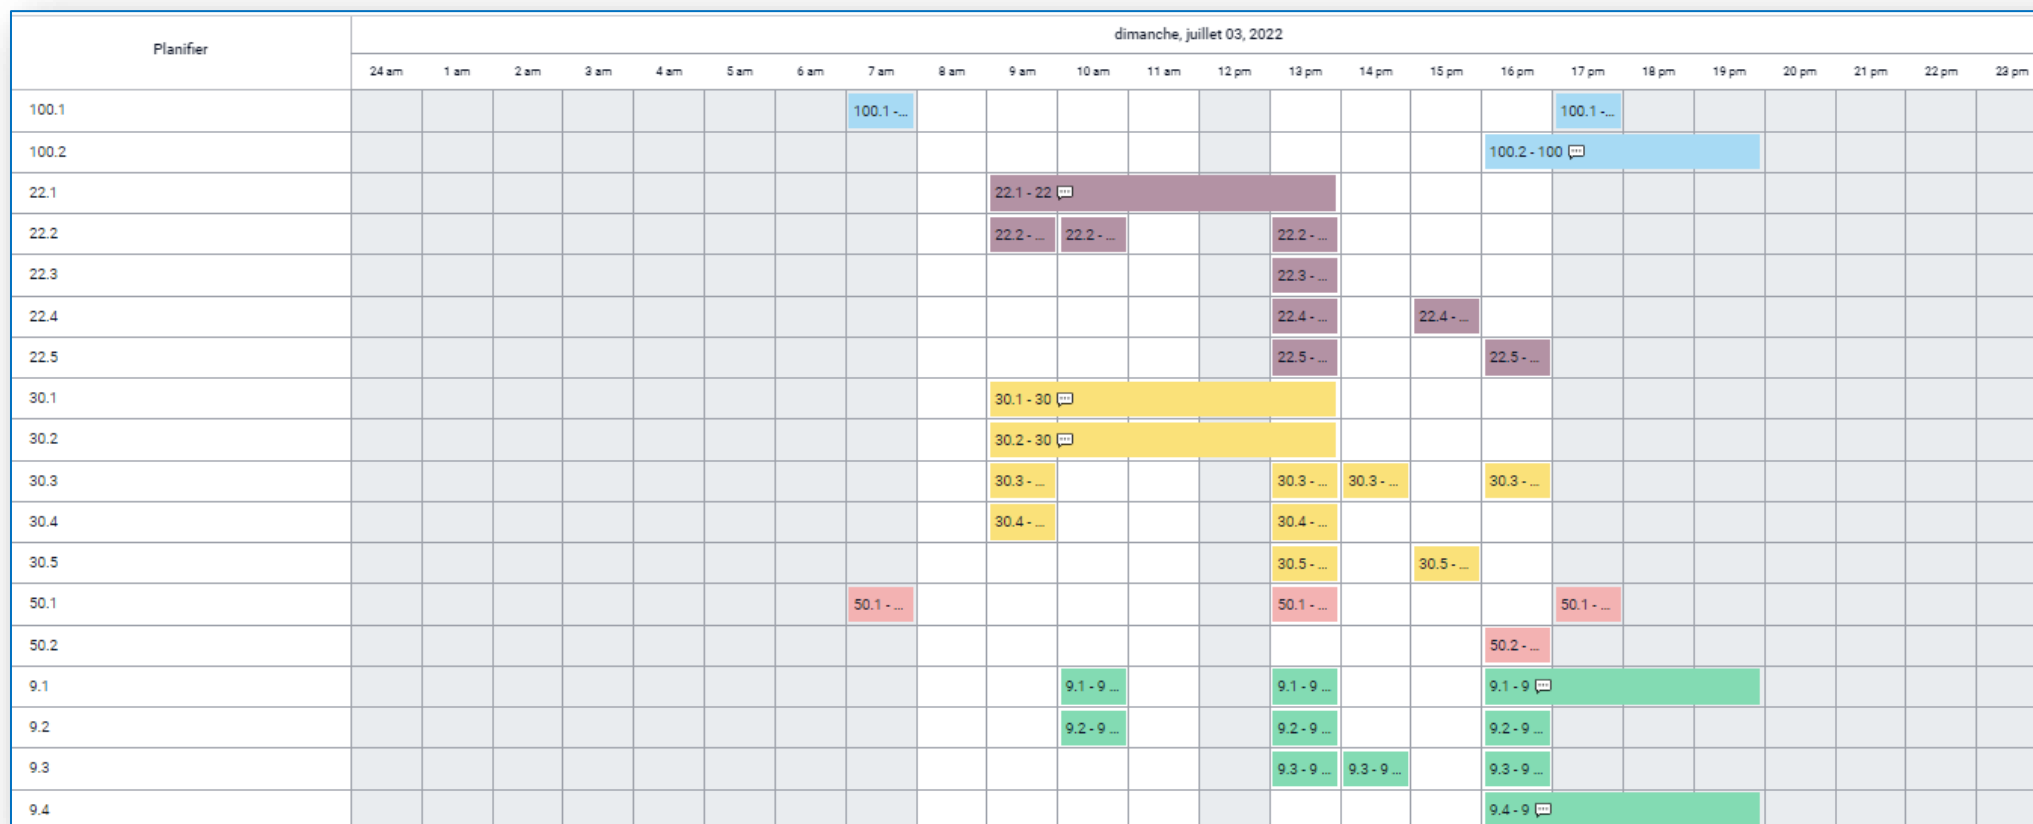 Planifier
dimanche, juillet 03, 2022
24 am 1 am 2 am 3 am 4 am 5 am 6 am 7 am 8 am 9 am 10 am 11 am 12 pm 13 pm 14 pm 15 pm 16 pm 17 pm 18 pm 19 pm 20 pm 21 pm 22 pm 23 pm
100.1 100.1 -... 100.1 -...
100.2 100.2 - 100
22.1 22.1 - 22
22.2 22.2 - ... 22.2 - ... 22.2 - ...
22.3 22.3 - ...
22.4 22.4 - ... 22.4 - ...
22.5 22.5 - ... 22.5 - ...
30.1 30.1 - 30
30.2 30.2 - 30
30.3 30.3 - ... 30.3 - ... 30.3 - ... 30.3 - ...
30.4 30.4 - ... 30.4 - ...
30.5 30.5 - ... 30.5 - ...
50.1 50.1 - ... 50.1 - ... 50.1 - ...
50.2 50.2 - ...
9.1 9.1 - 9 ... 9.1 - 9 ... 9.1 - 9
9.2 9.2 - 9 ... 9.2 - 9 ... 9.2 - 9 ...
9.3 9.3 - 9 ... 9.3 - 9 ... 9.3 - 9 ...
9.4 9.4 - 9